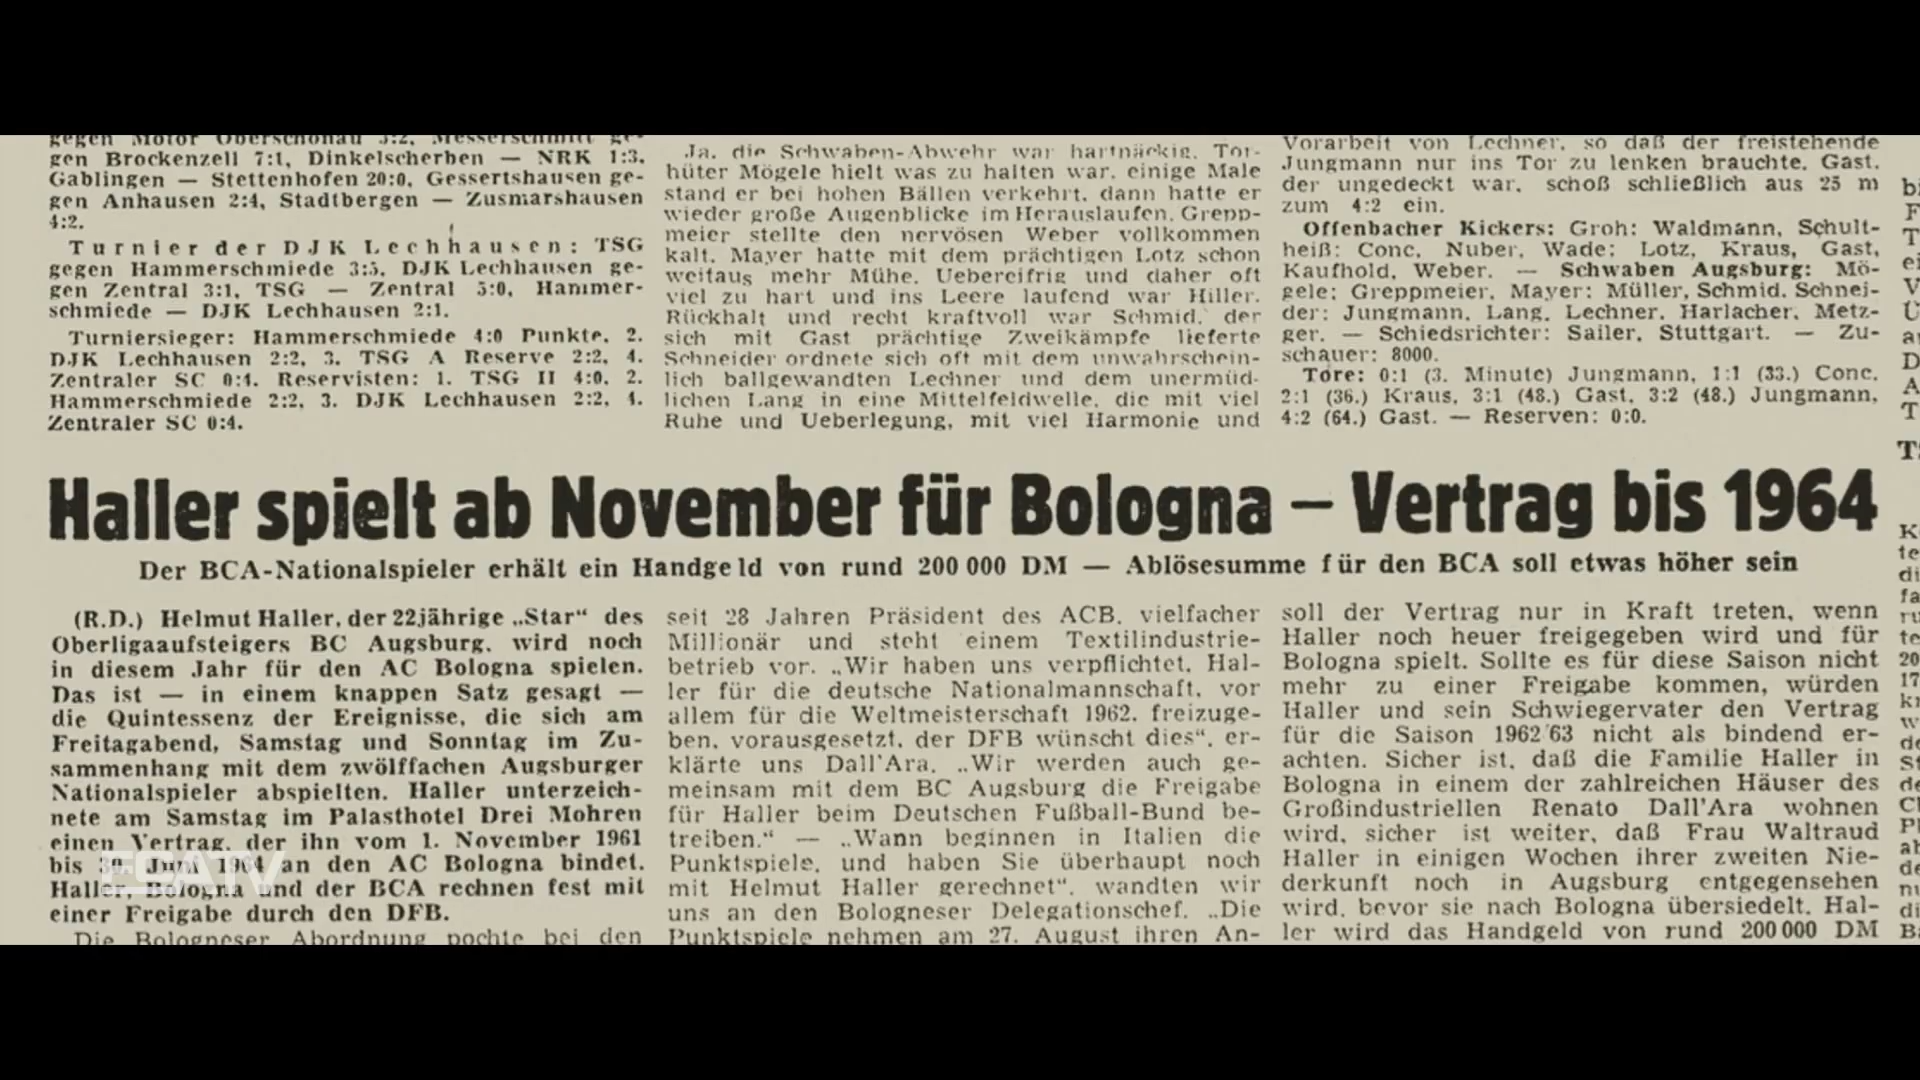 gegen Motor Oberschönau 5:2, Messerschmitt ge-
gen Brockenzell 7:1, Dinkelscherben — NRK 1:3,
Gablingen — Stettenhofen 20:0, Gessertshausen ge-
gen Anhausen 2:4, Stadtbergen — Zusmarshausen
4:2.
Turnier der DJK Lechhausen: TSG
gegen Hammerschmiede 3:5, DJK Lechhausen ge-
gen Zentral 3:1, TSG — Zentral 5:0, Hammer-
schmiede — DJK Lechhausen 2:1.
Turniersieger: Hammerschmiede 4:0 Punkte, 2.
DJK Lechhausen 2:2, 3. TSG A Reserve 2:2, 4.
Zentraler SC 0:4. Reservisten: 1. TSG II 4:0, 2.
Hammerschmiede 2:2, 3. DJK Lechhausen 2:2, 4.
Zentraler SC 0:4.
Ja, die Schwaben-Abwehr war hartnäckig. Tor-
hüter Mögele hielt was zu halten war, einige Male
stand er bei hohen Bällen verkehrt, dann hatte er
wieder große Augenblicke im Herauslaufen. Grepp-
meier stellte den nervösen Weber vollkommen
kalt. Mayer hatte mit dem prächtigen Lotz schon
weitaus mehr Mühe. Uebereifrig und daher oft
viel zu hart und ins Leere laufend war Hiller.
Rückhalt und recht kraftvoll war Schmid, der
sich mit Gast prächtige Zweikämpfe lieferte
Schneider ordnete sich oft mit dem unwahrschein-
lich ballgewandten Lechner und dem unermüd-
lichen Lang in eine Mittelfeldwelle, die mit viel
Ruhe und Ueberlegung, mit viel Harmonie und
Vorarbeit von Lechner, so daß der freistehende
Jungmann nur ins Tor zu lenken brauchte. Gast,
der ungedeckt war, schoß schließlich aus 25 m
zum 4:2 ein.
Offenbacher Kickers: Groh; Waldmann, Schult-
heiß; Conc, Nuber, Wade; Lotz, Kraus, Gast,
Kaufhold, Weber. — Schwaben Augsburg: Mö-
gele; Greppmeier, Mayer; Müller, Schmid, Schnei-
der; Jungmann, Lang, Lechner, Harlacher, Metz-
ger. — Schiedsrichter: Sailer, Stuttgart. — Zu-
schauer: 8000.
Tore: 0:1 (3. Minute) Jungmann, 1:1 (33.) Conc,
2:1 (36.) Kraus, 3:1 (48.) Gast, 3:2 (48.) Jungmann,
4:2 (64.) Gast. — Reserven: 0:0.
Haller spielt ab November für Bologna – Vertrag bis 1964
Der BCA-Nationalspieler erhält ein Handgeld von rund 200 000 DM — Ablösesumme für den BCA soll etwas höher sein
(R.D.) Helmut Haller, der 22jährige „Star“ des
Oberligaaufsteigers BC Augsburg, wird noch
in diesem Jahr für den AC Bologna spielen.
Das ist — in einem knappen Satz gesagt —
die Quintessenz der Ereignisse, die sich am
Freitagabend, Samstag und Sonntag im Zu-
sammenhang mit dem zwölffachen Augsburger
Nationalspieler abspielten. Haller unterzeich-
nete am Samstag im Palasthotel Drei Mohren
einen Vertrag, der ihn vom 1. November 1961
bis 30. Juni 1964 an den AC Bologna bindet.
Haller, Bologna und der BCA rechnen fest mit
einer Freigabe durch den DFB.
Die Bologneser Abordnung pochte bei den
seit 28 Jahren Präsident des ACB, vielfacher
Millionär und steht einem Textilindustrie-
betrieb vor. „Wir haben uns verpflichtet, Hal-
ler für die deutsche Nationalmannschaft, vor
allem für die Weltmeisterschaft 1962, freizuge-
ben, vorausgesetzt, der DFB wünscht dies“, er-
klärte uns Dall'Ara. „Wir werden auch ge-
meinsam mit dem BC Augsburg die Freigabe
für Haller beim Deutschen Fußball-Bund be-
treiben.“ — „Wann beginnen in Italien die
Punktspiele, und haben Sie überhaupt noch
mit Helmut Haller gerechnet“, wandten wir
uns an den Bologneser Delegationschef. „Die
Punktspiele nehmen am 27. August ihren An-
soll der Vertrag nur in Kraft treten, wenn
Haller noch heuer freigegeben wird und für
Bologna spielt. Sollte es für diese Saison nicht
mehr zu einer Freigabe kommen, würden
Haller und sein Schwiegervater den Vertrag
für die Saison 1962/63 nicht als bindend er-
achten. Sicher ist, daß die Familie Haller in
Bologna in einem der zahlreichen Häuser des
Großindustriellen Renato Dall'Ara wohnen
wird, sicher ist weiter, daß Frau Waltraud
Haller in einigen Wochen ihrer zweiten Nie-
derkunft noch in Augsburg entgegensehen
wird, bevor sie nach Bologna übersiedelt. Hal-
ler wird das Handgeld von rund 200 000 DM
FCA TV